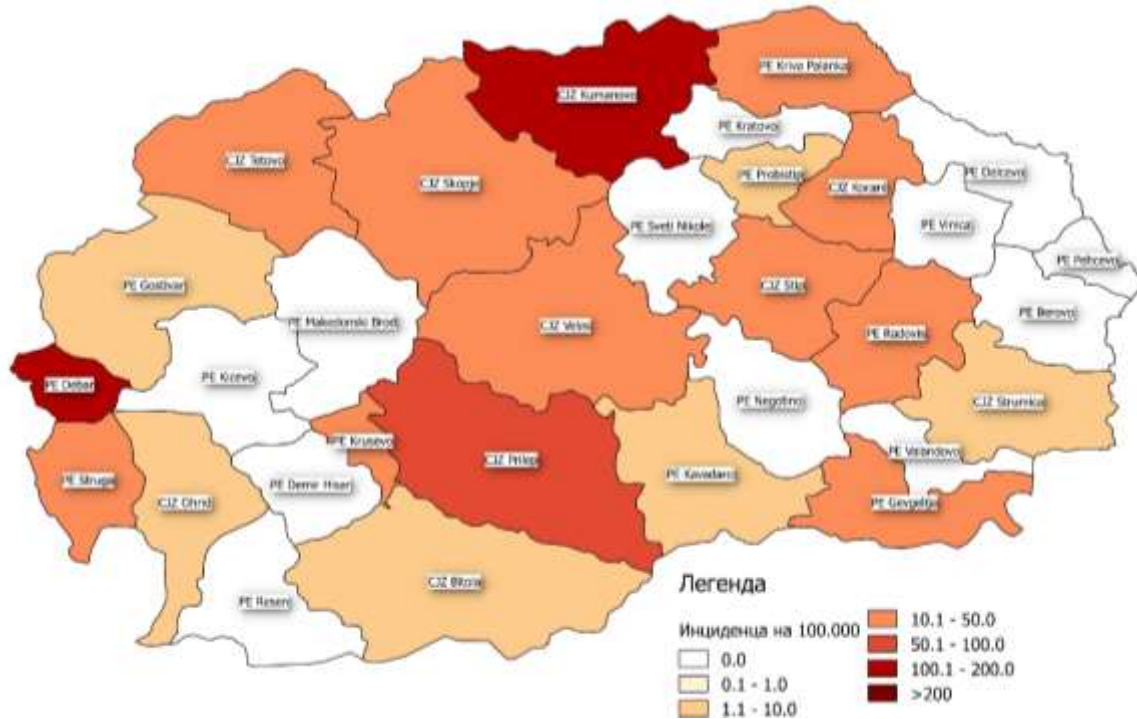 PE Kriva Palanka
CJZ Kumanovo
PE Kratovo
CJZ Tetovo
CJZ Skopje
PE Probistip
CJZ Kocani
PE Delcevo
PE Sveti Nikole
PE Vinica
PE Pehcevo
PE Gostivar
CJZ Stip
PE Berovo
PE Makedonski Brod
CJZ Veles
PE Radovis
PE Debar
PE Kicevo
PE Negotino
CJZ Strumica
PE Krusevo
PE Valandovo
CJZ Prilep
PE Kavadarci
PE Struga
PE Demir Hisar
CJZ Ohrid
PE Gevgelija
CJZ Bitola
PE Resen
Легенда
Инциденца на 100.000
0.0
0.1 - 1.0
1.1 - 10.0
10.1 - 50.0
50.1 - 100.0
100.1 - 200.0
>200